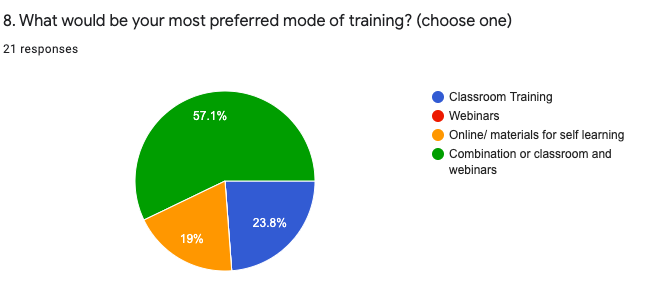 8. What would be your most preferred mode of training? (choose one)
21 responses
57.1%
23.8%
19%
Classroom Training
Webinars
Online/ materials for self learning
Combination or classroom and
webinars